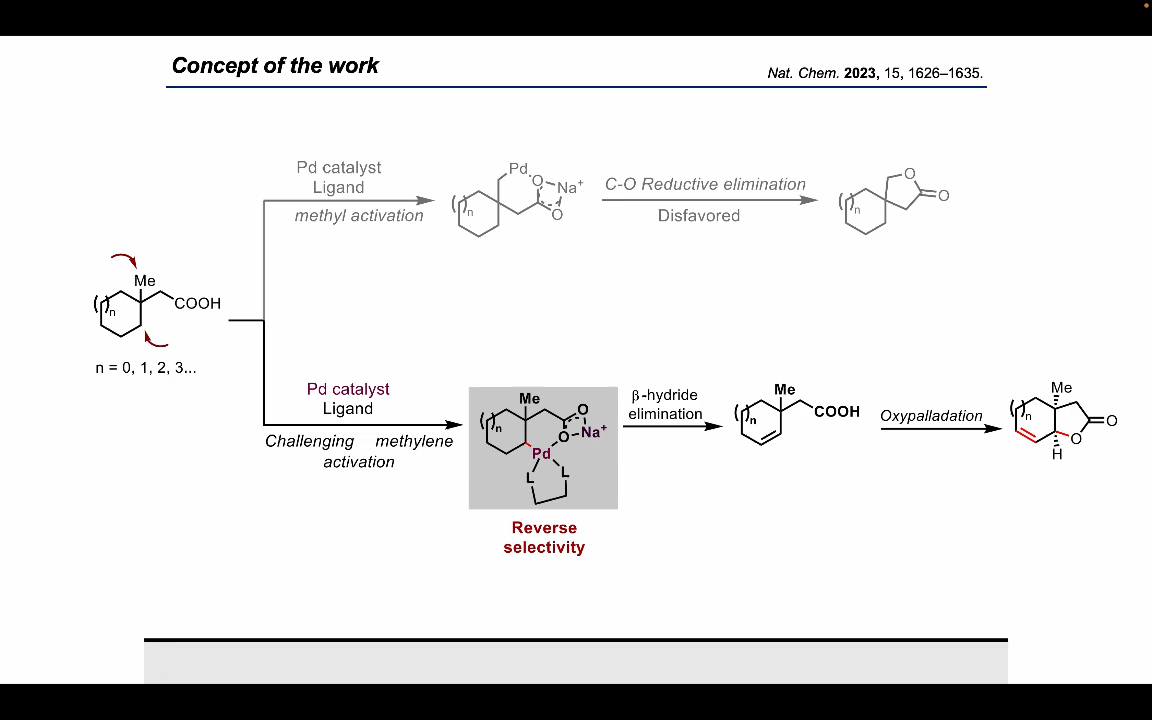 Concept of the work
Nat. Chem. 2023, 15, 1626–1635.
Pd catalyst
Ligand
methyl activation
Pd
O
Na+
O
( )n
C-O Reductive elimination
Disfavored
O
O
( )n
Me
COOH
( )n
n = 0, 1, 2, 3...
Pd catalyst
Ligand
Challenging methylene
activation
Me
O
O
Na+
( )n
Pd
L
L
Reverse
selectivity
β-hydride
elimination
Me
COOH
( )n
Oxypalladation
Me
O
O
( )n
H